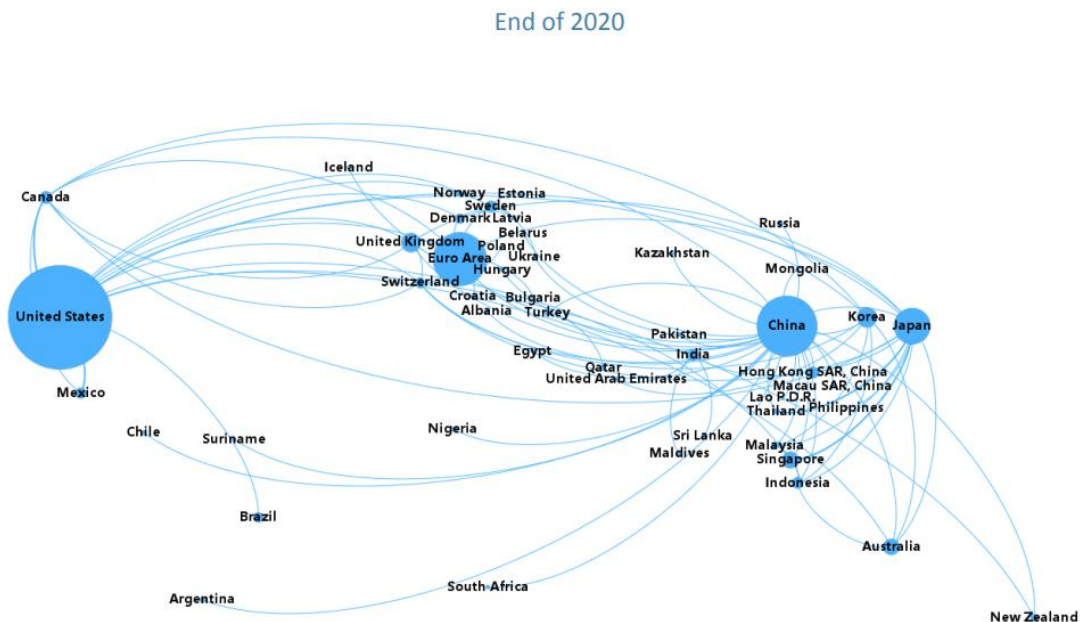 End of 2020
Iceland
Canada
Norway
Estonia
Sweden
Denmark
Latvia
Russia
Belarus
United Kingdom
Poland
Kazakhstan
Euro Area
Ukraine
Hungary
Mongolia
Switzerland
Croatia
Bulgaria
Albania
Turkey
United States
China
Korea
Japan
Pakistan
Egypt
India
Qatar
Hong Kong SAR, China
United Arab Emirates
Macau SAR, China
Mexico
Lao P.D.R.
Thailand
Philippines
Chile
Suriname
Nigeria
Sri Lanka
Malaysia
Maldives
Singapore
Indonesia
Brazil
Australia
South Africa
Argentina
New Zealand